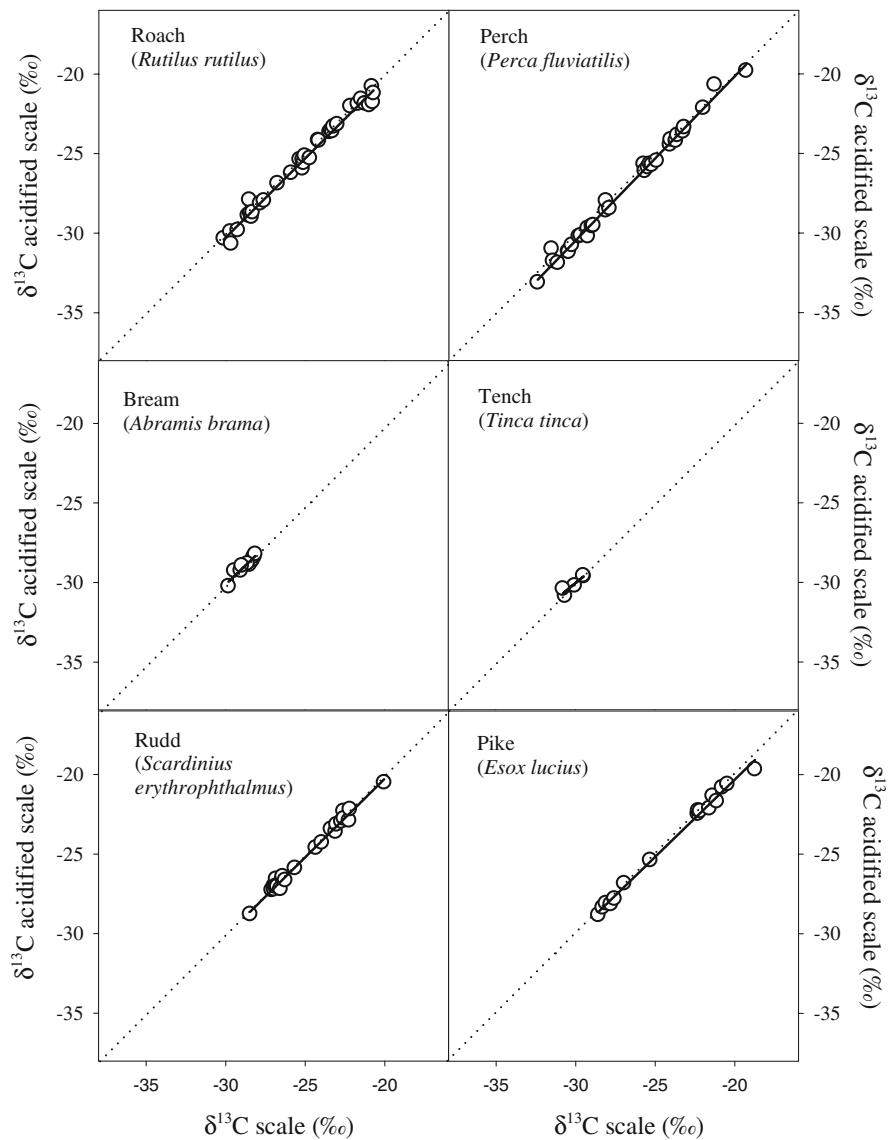 Roach
(Rutilus rutilus)
-20
-25
-30
-35
δ¹³C acidified scale (‰)
Perch
(Perca fluviatilis)
-20
-25
-30
-35
δ¹³C acidified scale (‰)
Bream
(Abramis brama)
-20
-25
-30
-35
δ¹³C acidified scale (‰)
Tench
(Tinca tinca)
-20
-25
-30
-35
δ¹³C acidified scale (‰)
Rudd
(Scardinius
erythrophthalmus)
-20
-25
-30
-35
δ¹³C acidified scale (‰)
-35 -30 -25 -20
δ¹³C scale (‰)
Pike
(Esox lucius)
-20
-25
-30
-35
δ¹³C acidified scale (‰)
-35 -30 -25 -20
δ¹³C scale (‰)